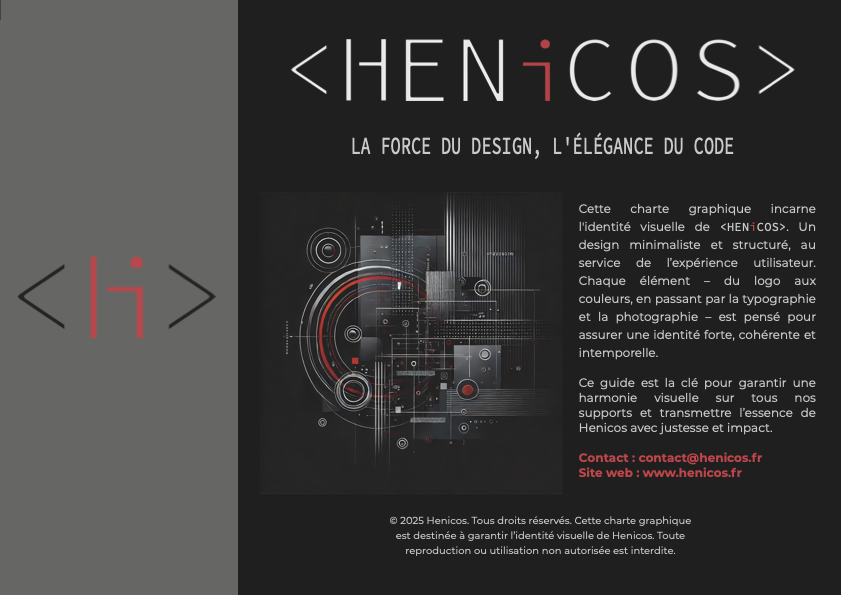 <HENiCOS>
LA FORCE DU DESIGN, L'ÉLÉGANCE DU CODE
<hi>
Cette charte graphique incarne
l'identité visuelle de <HENiCOS>. Un
design minimaliste et structuré, au
service de l'expérience utilisateur.
Chaque élément – du logo aux
couleurs, en passant par la typographie
et la photographie – est pensé pour
assurer une identité forte, cohérente et
intemporelle.
Ce guide est la clé pour garantir une
harmonie visuelle sur tous nos
supports et transmettre l'essence de
Henicos avec justesse et impact.
Contact : contact@henicos.fr
Site web : www.henicos.fr
© 2025 Henicos. Tous droits réservés. Cette charte graphique
est destinée à garantir l'identité visuelle de Henicos. Toute
reproduction ou utilisation non autorisée est interdite.